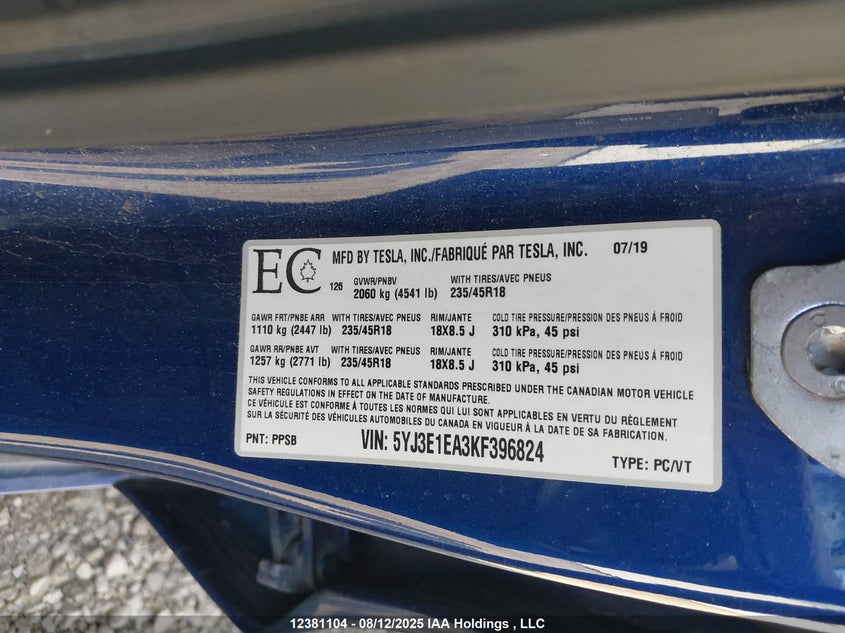 EC
126
MFD BY TESLA, INC./FABRIQUÉ PAR TESLA, INC. 07/19
GVWR/PNBV WITH TIRES/AVEC PNEUS
2060 kg (4541 lb) 235/45R18
GAWR FRT/PNBE ARR WITH TIRES/AVEC PNEUS RIM/JANTE COLD TIRE PRESSURE/PRESSION DES PNEUS À FROID
1110 kg (2447 lb) 235/45R18 18X8.5 J 310 kPa, 45 psi
GAWR RR/PNBE AVT WITH TIRES/AVEC PNEUS RIM/JANTE COLD TIRE PRESSURE/PRESSION DES PNEUS À FROID
1257 kg (2771 lb) 235/45R18 18X8.5 J 310 kPa, 45 psi
THIS VEHICLE CONFORMS TO ALL APPLICABLE STANDARDS PRESCRIBED UNDER THE CANADIAN MOTOR VEHICLE
SAFETY REGULATIONS IN EFFECT ON THE DATE OF MANUFACTURE.
CE VÉHICULE EST CONFORME À TOUTES LES NORMES QUI LUI SONT APPLICABLES EN VERTU DU RÈGLEMENT
SUR LA SÉCURITÉ DES VÉHICULES AUTOMOBILES DU CANADA EN VIGUEUR À LA DATE DE SA FABRICATION.
PNT: PPSB VIN: 5YJ3E1EA3KF396824 TYPE: PC/VT
12381104 - 08/12/2025 IAA Holdings , LLC